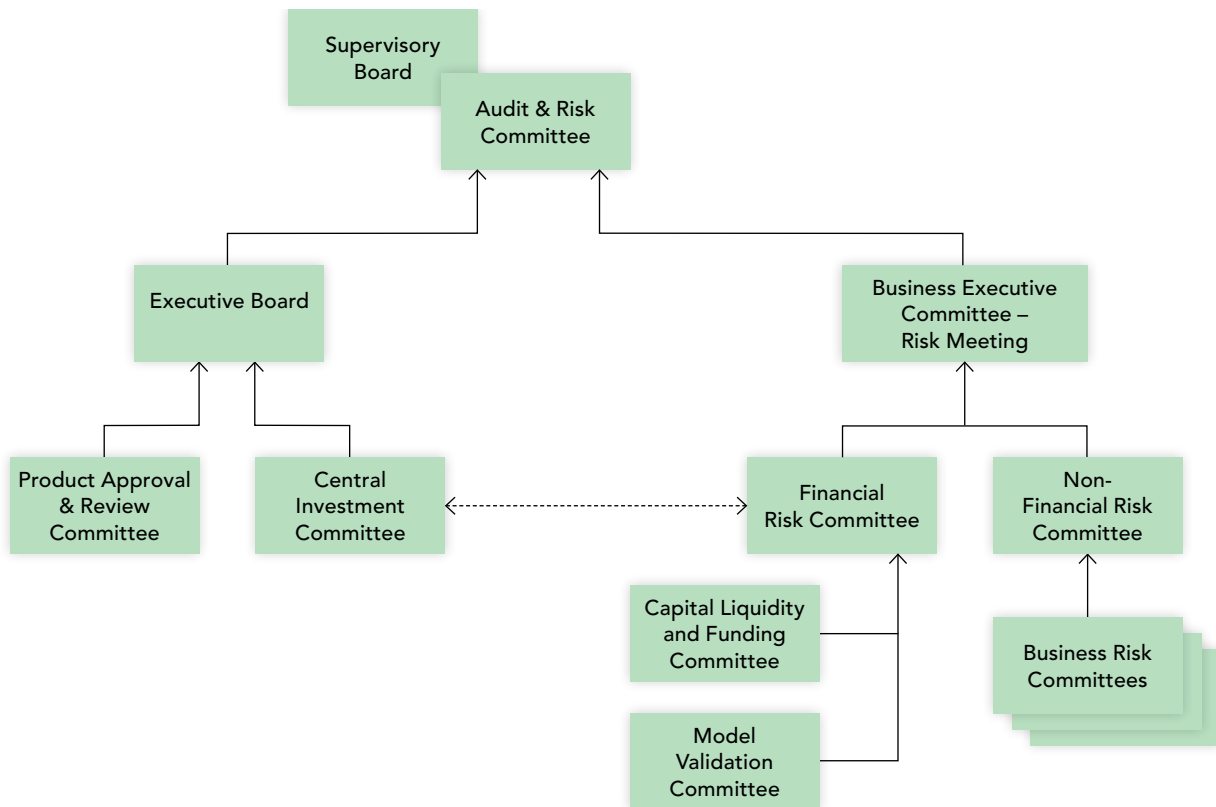 Supervisory
Board
Audit & Risk
Committee
Executive Board
Business Executive
Committee –
Risk Meeting
Product Approval
& Review
Committee
Central
Investment
Committee
Financial
Risk Committee
Non-
Financial Risk
Committee
Capital Liquidity
and Funding
Committee
Business Risk
Committees
Model
Validation
Committee